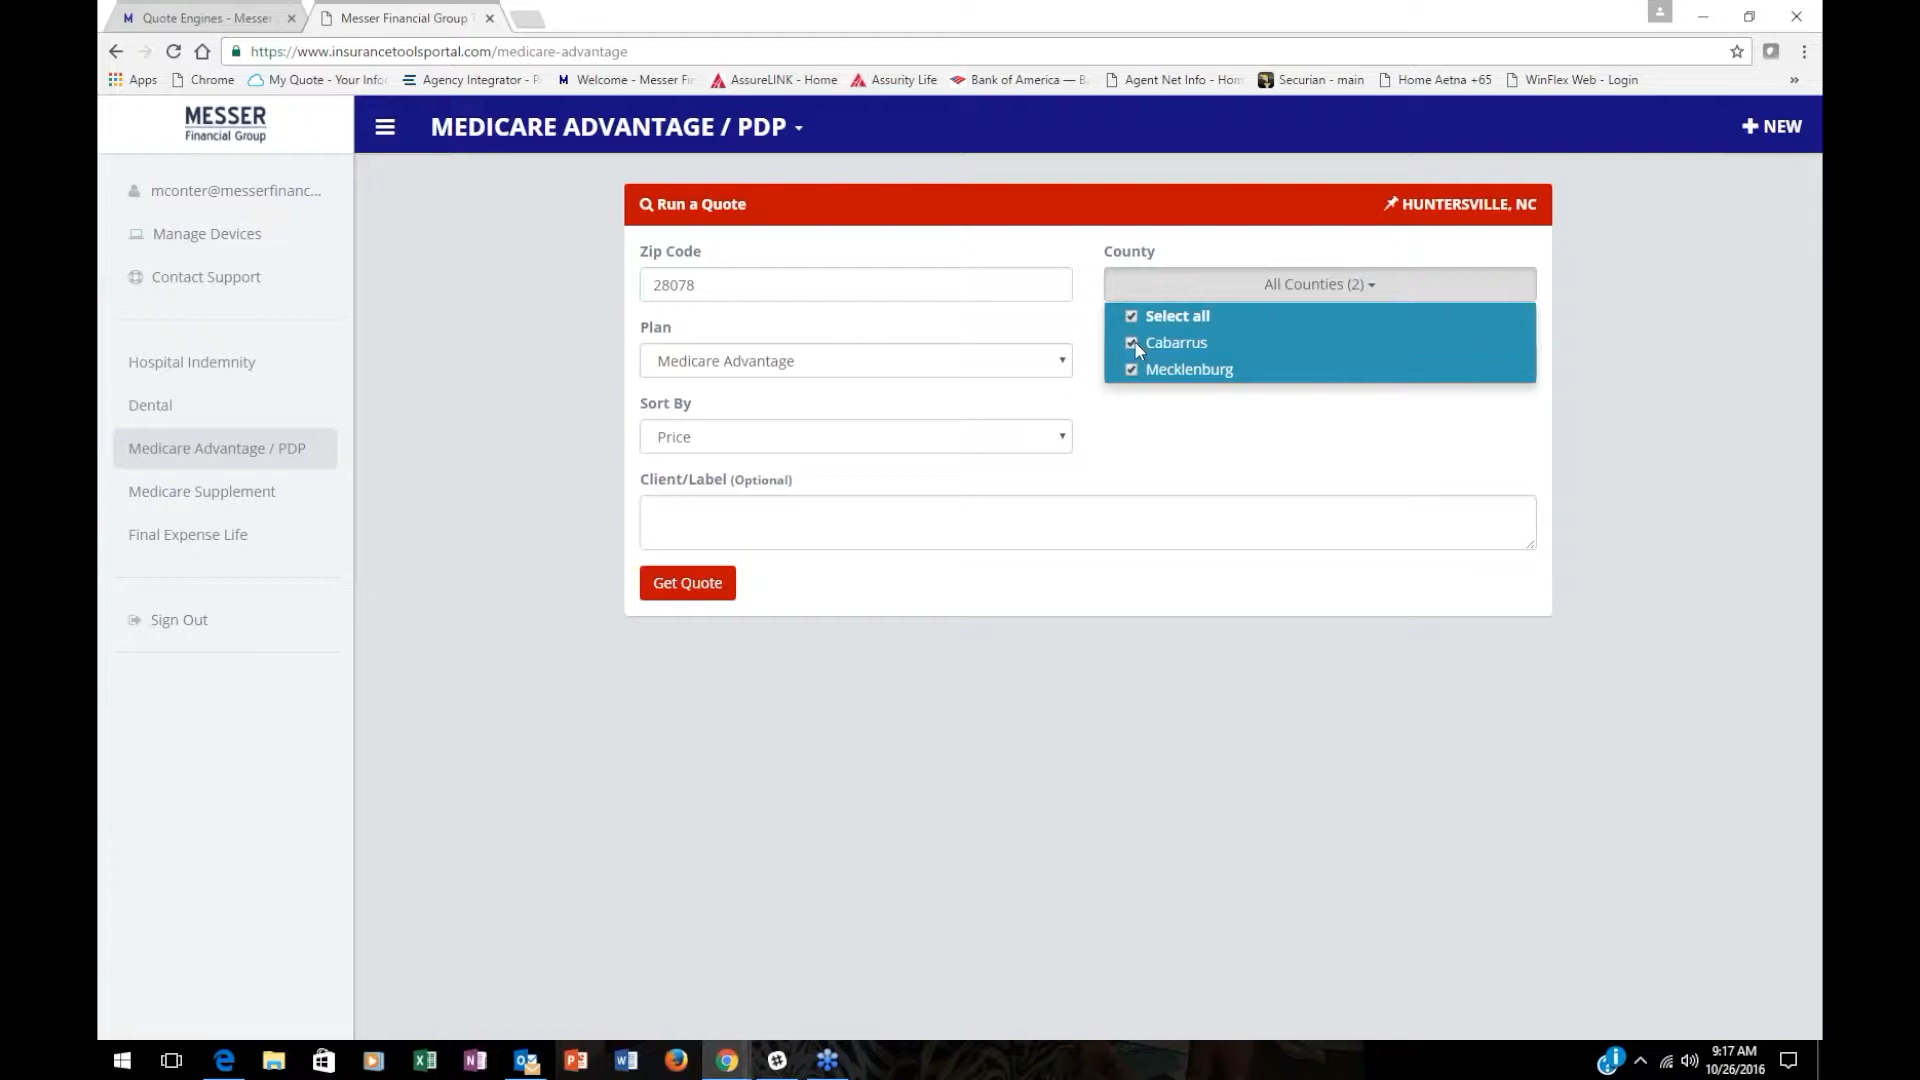 Quote Engines - Messer
Messer Financial Group T
https://www.insurancetoolsportal.com/medicare-advantage
Apps
Chrome
My Quote - Your Info
Agency Integrator - P
Welcome - Messer Fi
AssureLINK - Home
Assurity Life
Bank of America — B
Agent Net Info - Hom
Securian - main
Home Aetna +65
WinFlex Web - Login
»
MESSER
Financial Group
MEDICARE ADVANTAGE / PDP
NEW
mconter@messerfinanc...
Manage Devices
Contact Support
Hospital Indemnity
Dental
Medicare Advantage / PDP
Medicare Supplement
Final Expense Life
Sign Out
Run a Quote
HUNTERSVILLE, NC
Zip Code
28078
County
All Counties (2)
Select all
Cabarrus
Mecklenburg
Plan
Medicare Advantage
Sort By
Price
Client/Label (Optional)
Get Quote
9:17 AM
10/26/2016